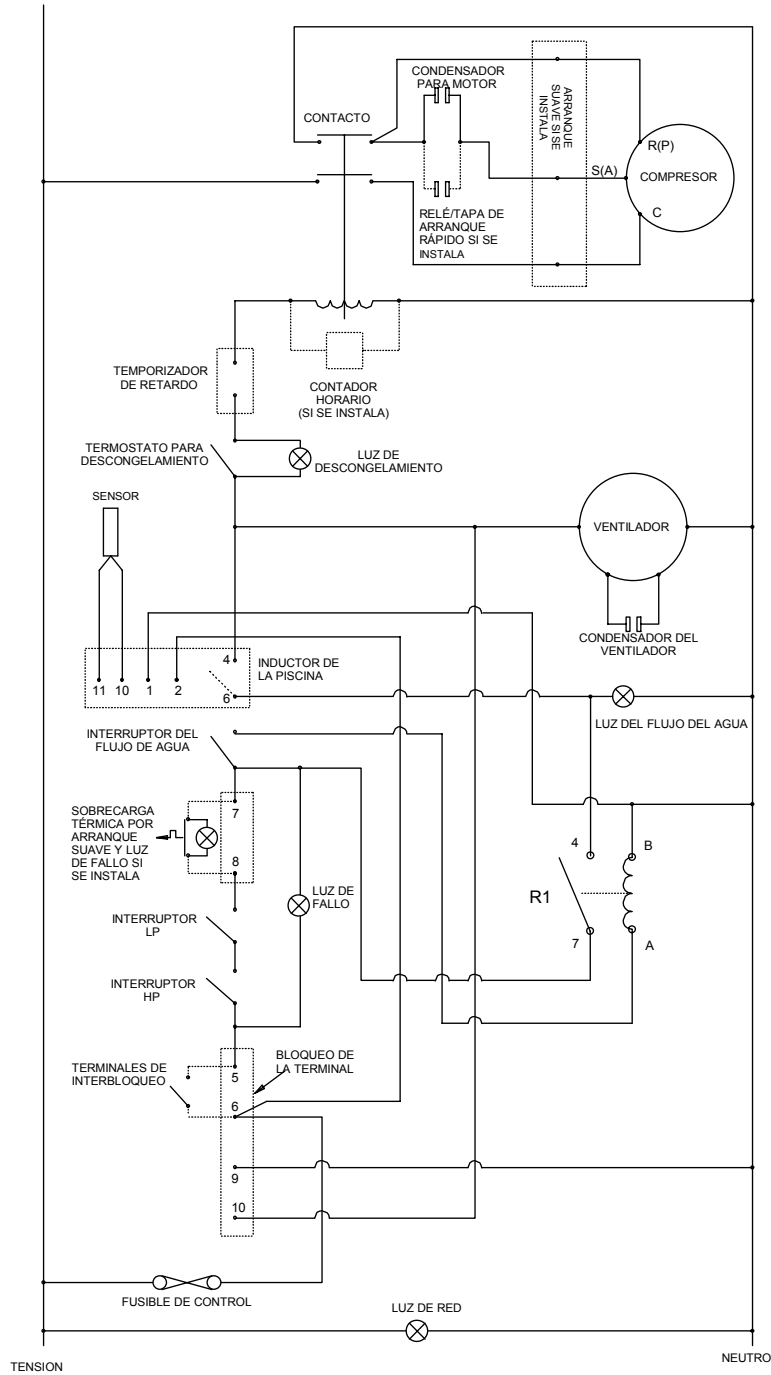 CONDENSADOR
PARA MOTOR
CONTACTO
ARRANQUE
SUAVE SI SE
INSTALA
R(P)
S(A)
COMPRESOR
C
RELÉ/TAPA DE
ARRANQUE
RÁPIDO SI SE
INSTALA
TEMPORIZADOR
DE RETARDO
CONTADOR
HORARIO
(SI SE INSTALA)
TERMOSTATO PARA
DESCONGELAMIENTO
LUZ DE
DESCONGELAMIENTO
SENSOR
VENTILADOR
CONDENSADOR DEL
VENTILADOR
4
INDUCTOR DE
LA PISCINA
11 10 1 2
6
LUZ DEL FLUJO DEL AGUA
INTERRUPTOR DEL
FLUJO DE AGUA
SOBRECARGA
TÉRMICA POR
ARRANQUE
SUAVE Y LUZ
DE FALLO SI
SE INSTALA
7
8
4
B
R1
7
A
LUZ DE
FALLO
INTERRUPTOR
LP
INTERRUPTOR
HP
BLOQUEO DE
LA TERMINAL
TERMINALES DE
INTERBLOQUEO
5
6
9
10
FUSIBLE DE CONTROL
LUZ DE RED
TENSION
NEUTRO